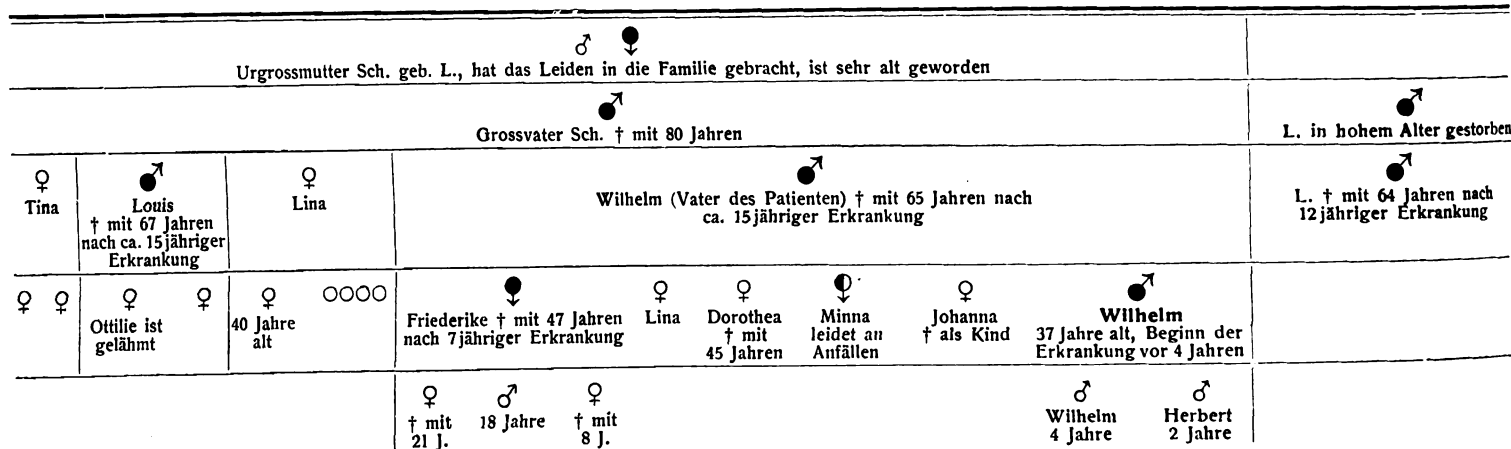 Urgrossmutter Sch. geb. L., hat das Leiden in die Familie gebracht, ist sehr alt geworden
Grossvater Sch. † mit 80 Jahren
L. in hohem Alter gestorben
Tina
Louis
† mit 67 Jahren
nach ca. 15jähriger
Erkrankung
Lina
Wilhelm (Vater des Patienten) † mit 65 Jahren nach
ca. 15jähriger Erkrankung
L. † mit 64 Jahren nach
12jähriger Erkrankung
Ottilie ist
gelähmt
40 Jahre
alt
Friederike † mit 47 Jahren
nach 7jähriger Erkrankung
Lina
Dorothea
† mit
45 Jahren
Minna
leidet an
Anfällen
Johanna
† als Kind
Wilhelm
37 Jahre alt, Beginn der
Erkrankung vor 4 Jahren
† mit
21 J.
18 Jahre
† mit
8 J.
Wilhelm
4 Jahre
Herbert
2 Jahre